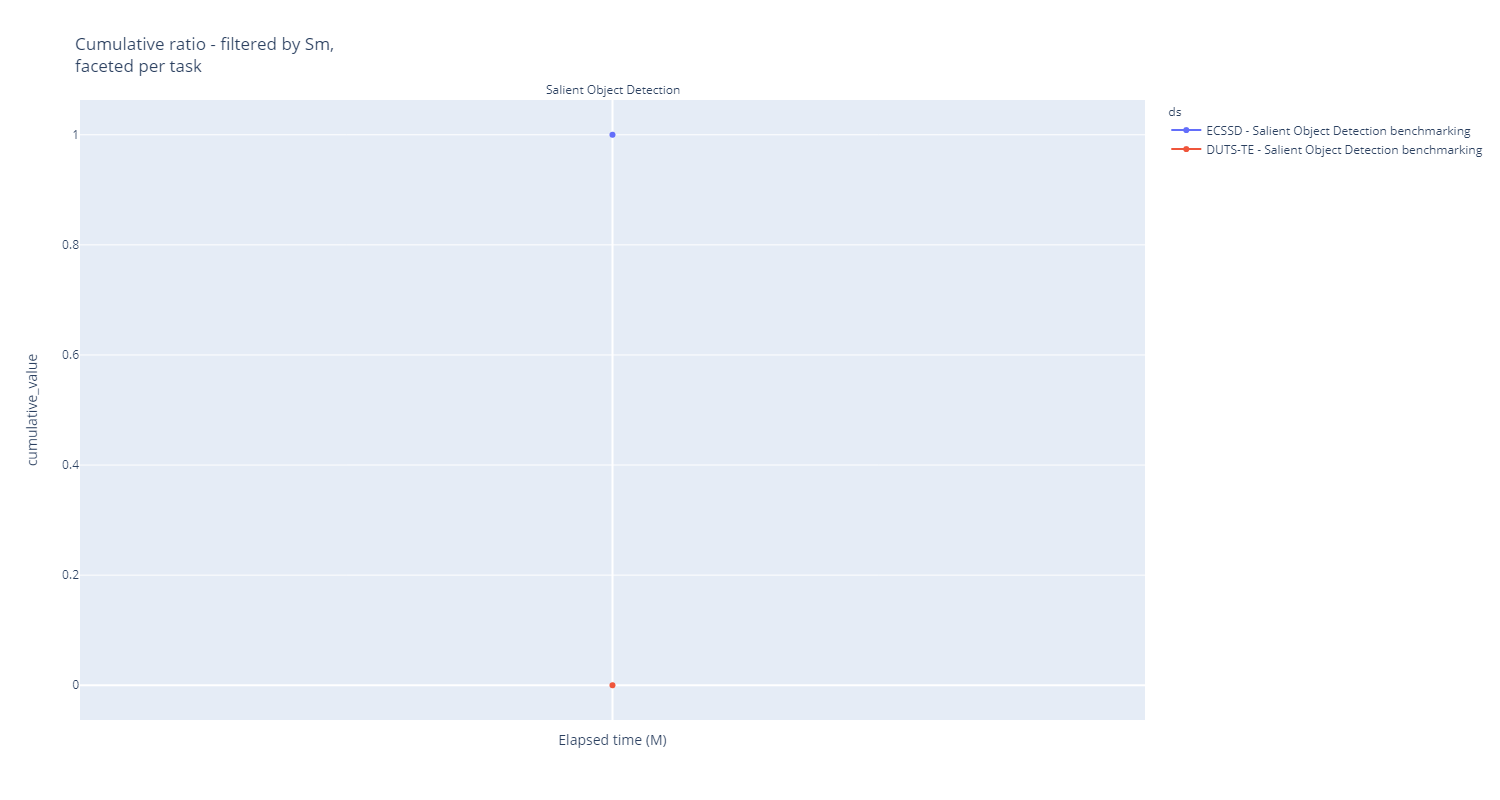 Cumulative ratio - filtered by Sm,
faceted per task
Salient Object Detection
ds
ECSSD - Salient Object Detection benchmarking
DUTS-TE - Salient Object Detection benchmarking
1
0.8
0.6
0.4
0.2
0
cumulative_value
Elapsed time (M)